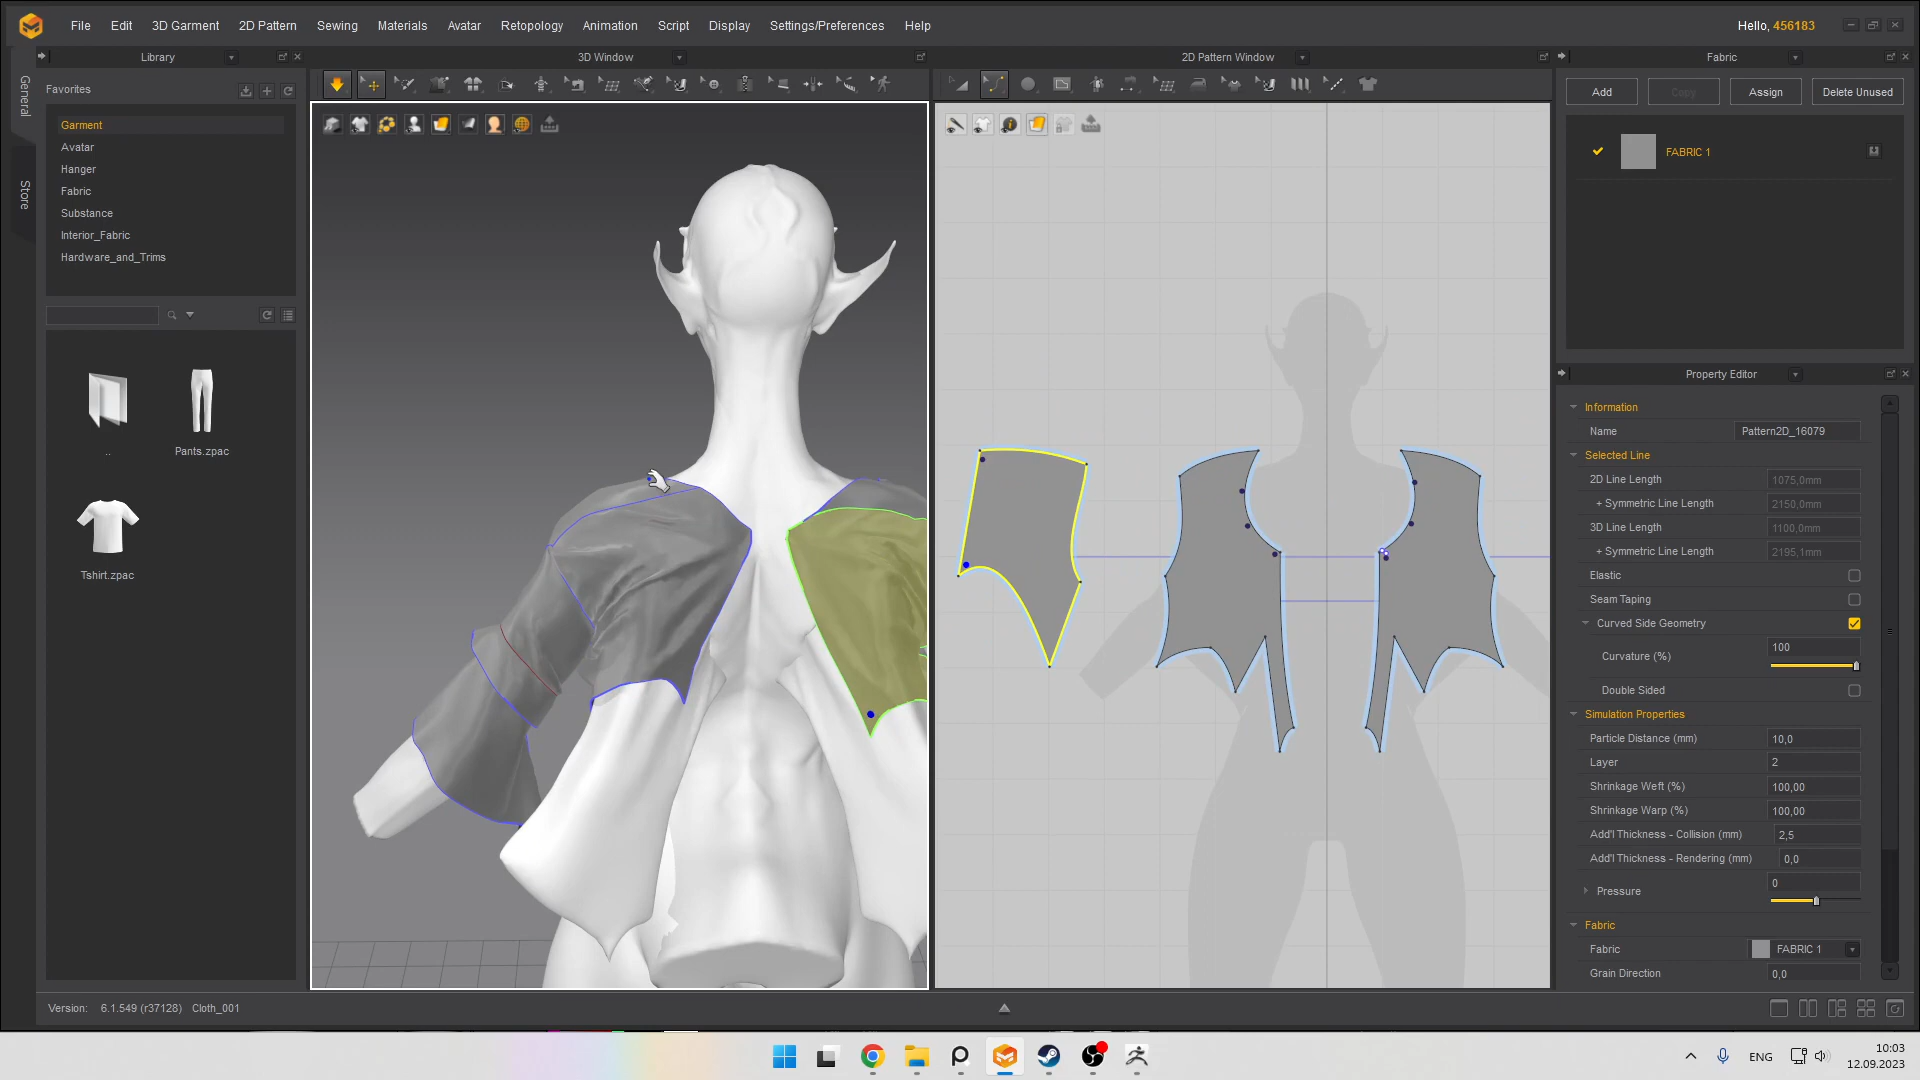 File Edit 3D Garment 2D Pattern Sewing Materials Avatar Retopology Animation Script Display Settings/Preferences Help Hello, 456183
Library 3D Window 2D Pattern Window Fabric
General
Store
Favorites
Garment
Avatar
Hanger
Fabric
Substance
Interior_Fabric
Hardware_and_Trims
..
Pants.zpac
Tshirt.zpac
Add Copy Assign Delete Unused
FABRIC 1
Property Editor
Information
Name Pattern2D_16079
Selected Line
2D Line Length 1075,0mm
+ Symmetric Line Length 2150,0mm
3D Line Length 1100,0mm
+ Symmetric Line Length 2195,1mm
Elastic
Seam Taping
Curved Side Geometry
Curvature (%) 100
Double Sided
Simulation Properties
Particle Distance (mm) 10,0
Layer 2
Shrinkage Weft (%) 100,00
Shrinkage Warp (%) 100,00
Add'l Thickness - Collision (mm) 2,5
Add'l Thickness - Rendering (mm) 0,0
Pressure 0
Fabric
Fabric FABRIC 1
Grain Direction 0,0
Version: 6.1.549 (r37128) Cloth_001
ENG
10:03
12.09.2023